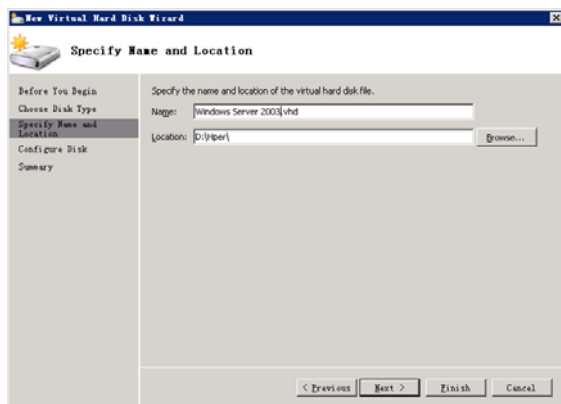 New Virtual Hard Disk Wizard
Specify Name and Location
Before You Begin
Choose Disk Type
Specify Name and
Location
Configure Disk
Summary
Specify the name and location of the virtual hard disk file.
Name: Windows Server 2003.vhd
Location: D:\Hper\
Browse...
< Previous
Next >
Finish
Cancel